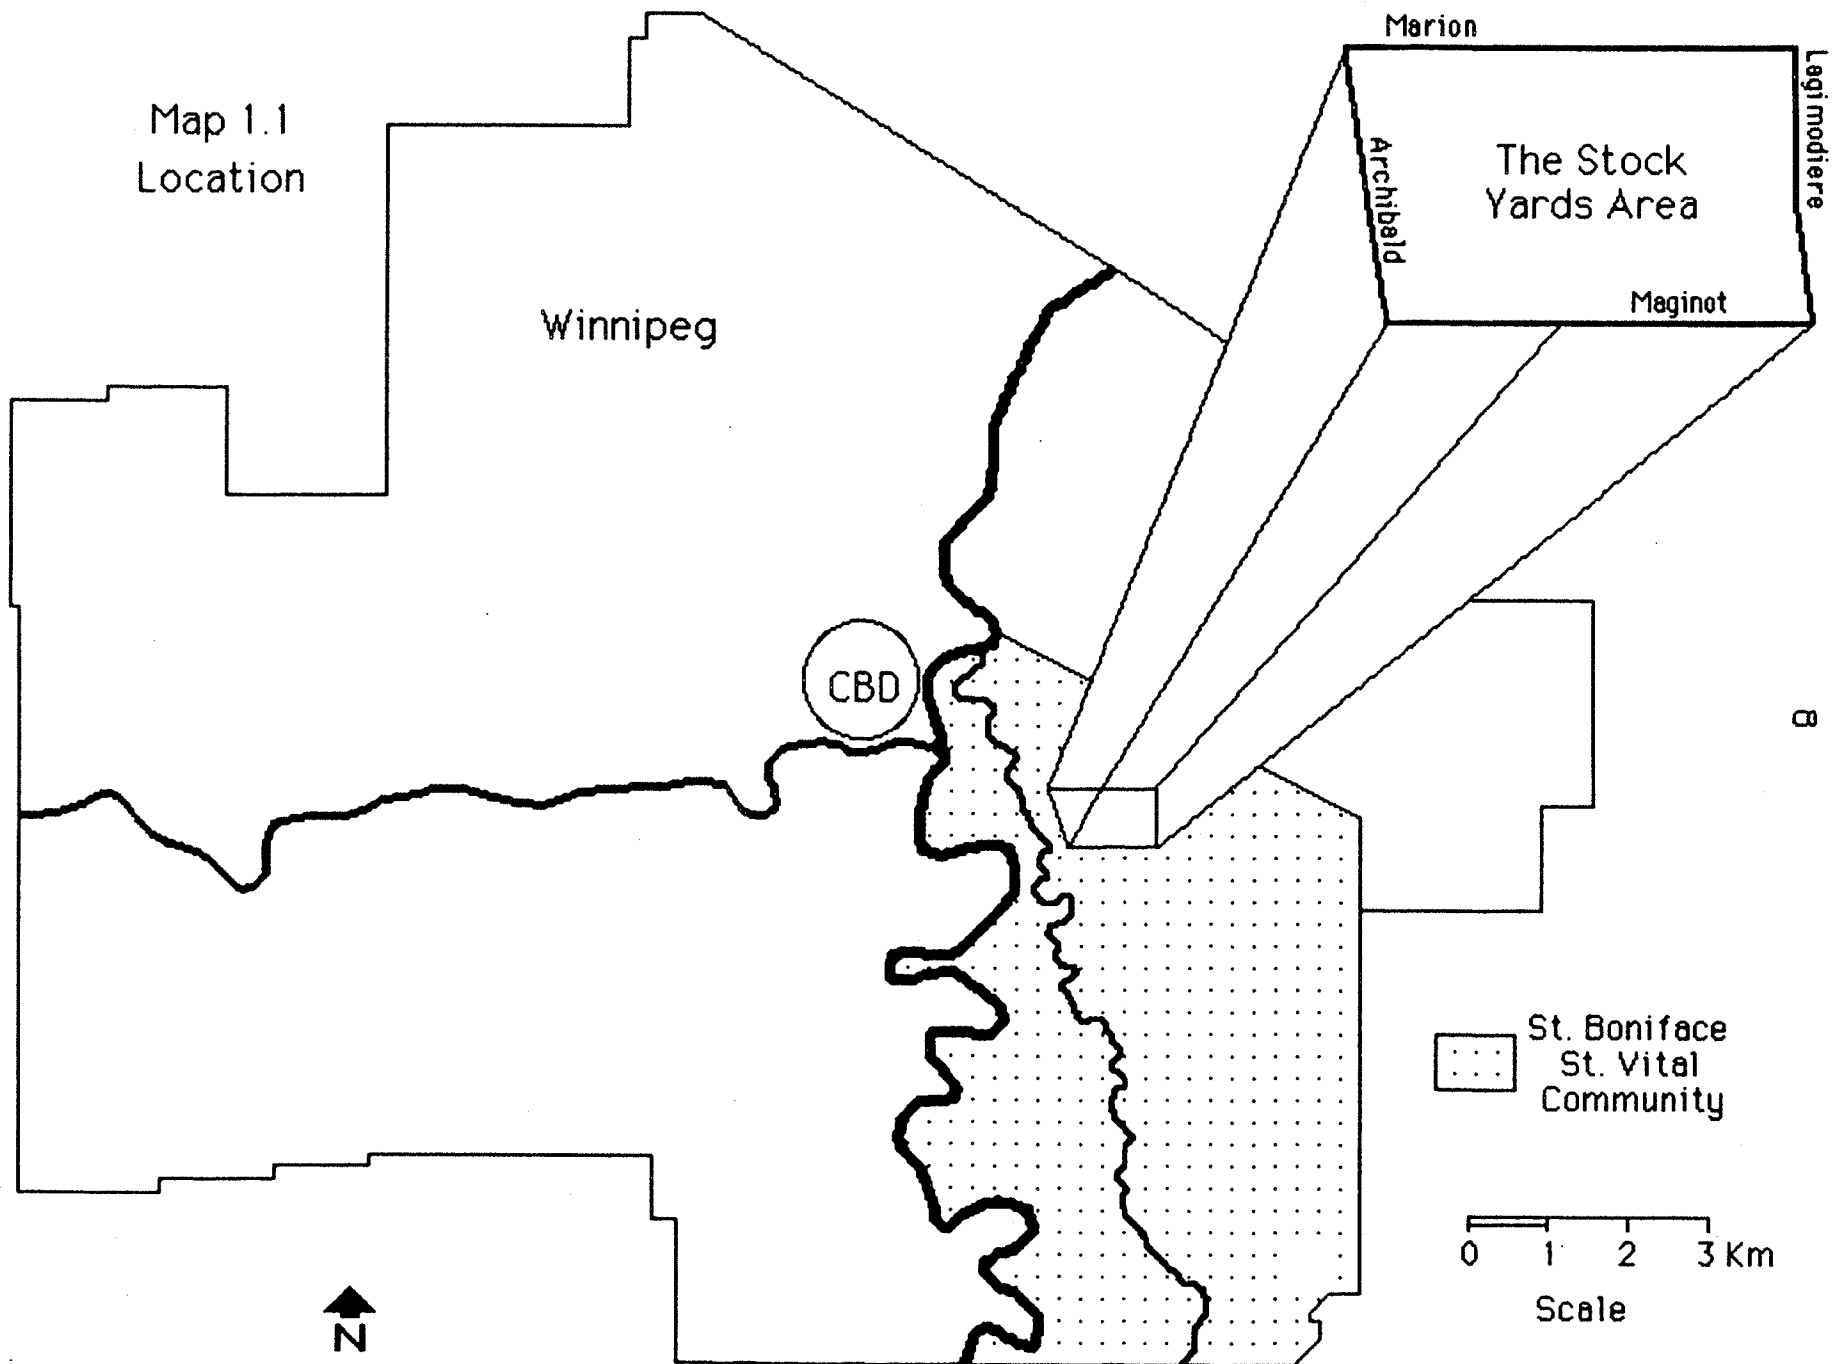 Map 1.1
Location
Marion
Lagimodiere
Archibald
The Stock
Yards Area
Maginot
Winnipeg
CBD
8
St. Boniface
St. Vital
Community
0 1 2 3 Km
Scale
N